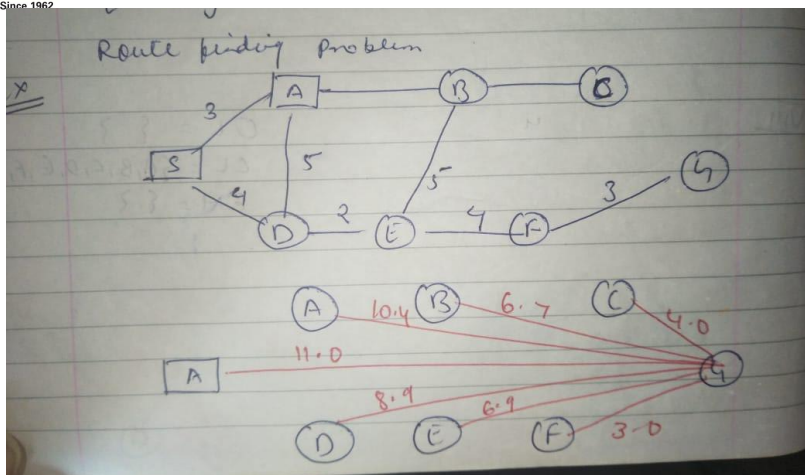 Since 1962
Route finding Problem
Ex
A B C
3
S 5 5 G
4 3
D 2 E 4 F
A 10.4 B 6.7 C 4.0
11.0
A G
8.9 6.9
D E F 3.0